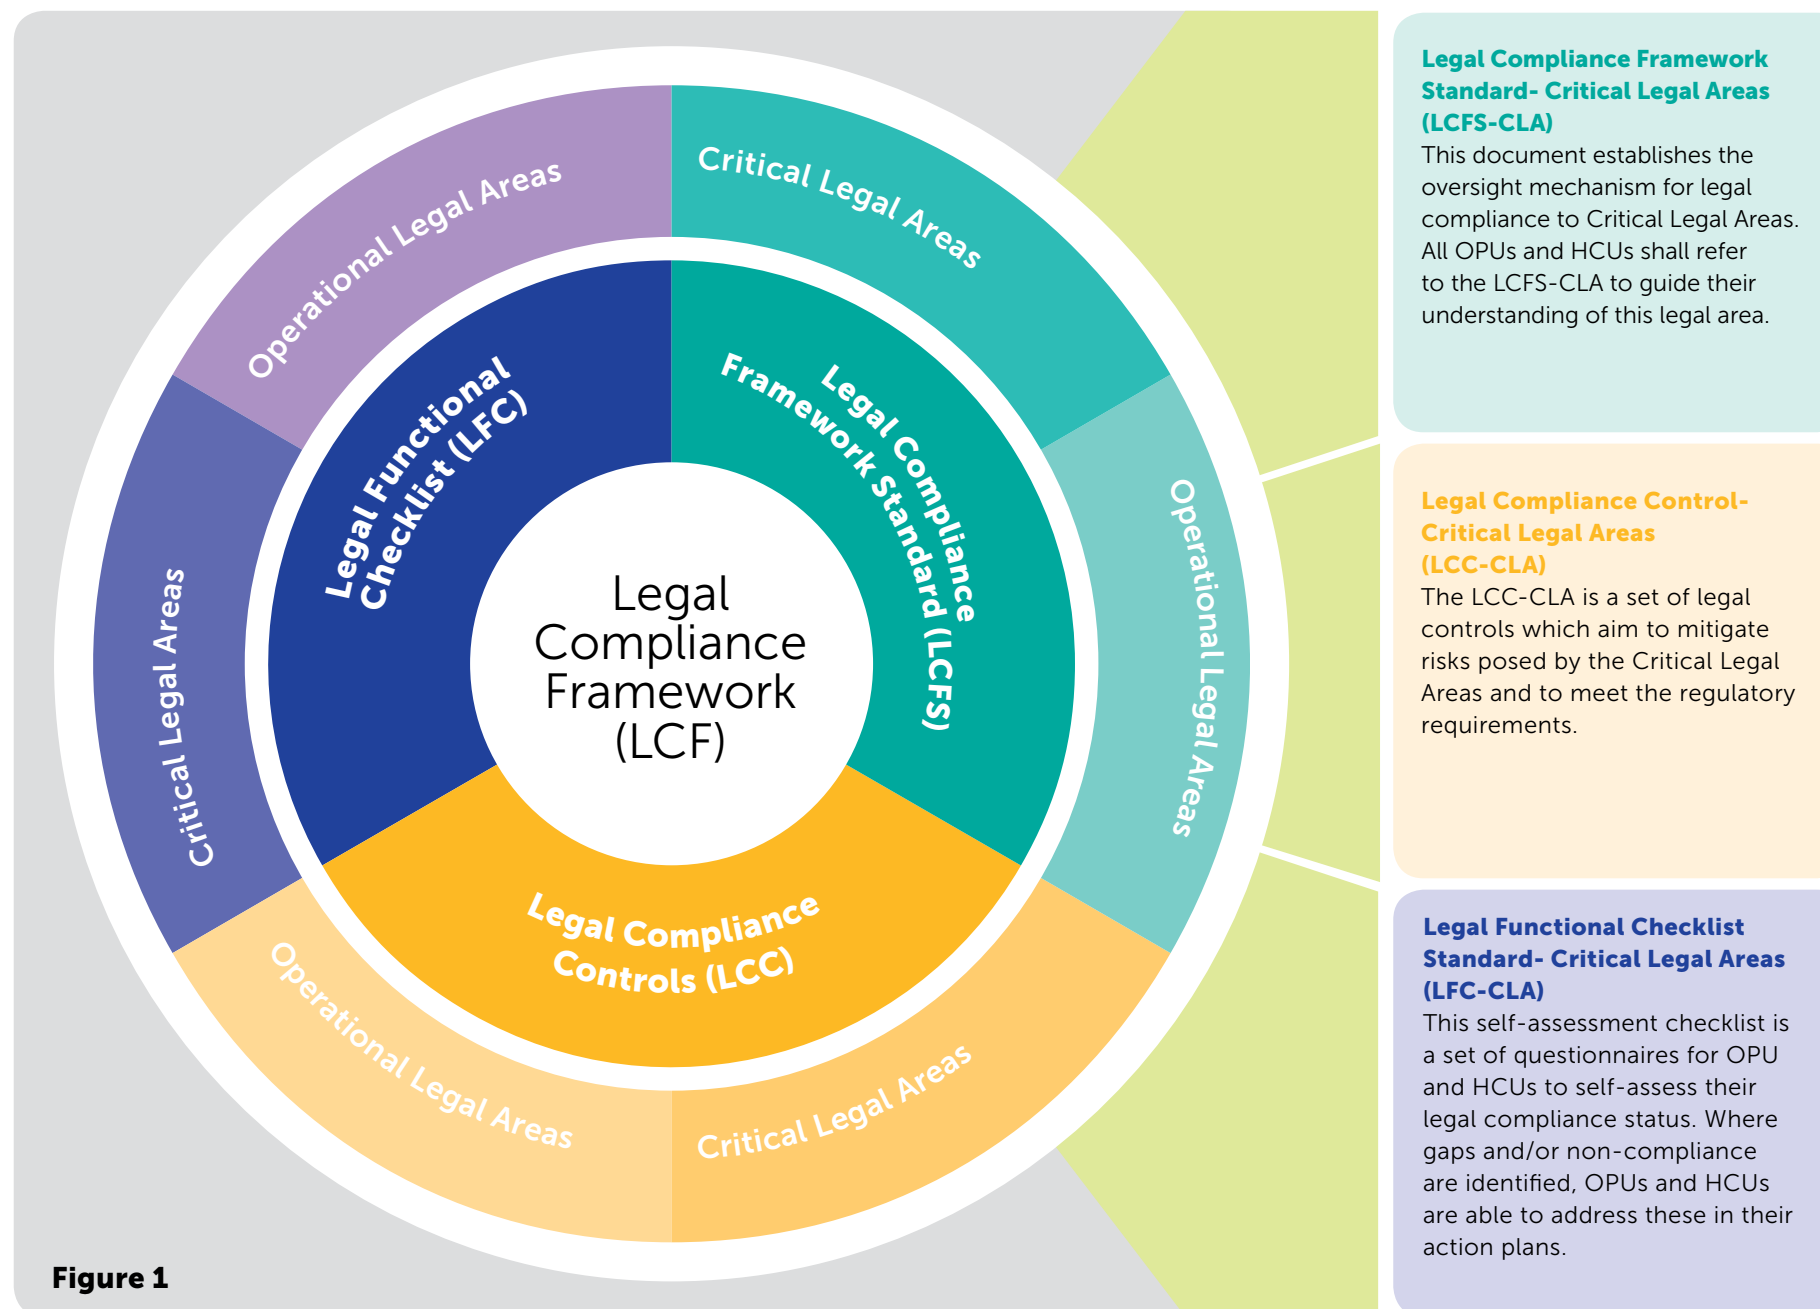 Operational Legal Areas
Critical Legal Areas
Legal Functional
Checklist (LFC)
Legal Compliance
Framework Standard (LCFS)
Operational Legal Areas
Critical Legal Areas
Legal
Compliance
Framework
(LCF)
Legal Compliance
Controls (LCC)
Operational Legal Areas
Critical Legal Areas
Figure 1
Legal Compliance Framework
Standard- Critical Legal Areas
(LCFS-CLA)
This document establishes the
oversight mechanism for legal
compliance to Critical Legal Areas.
All OPUs and HCUs shall refer
to the LCFS-CLA to guide their
understanding of this legal area.
Legal Compliance Control-
Critical Legal Areas
(LCC-CLA)
The LCC-CLA is a set of legal
controls which aim to mitigate
risks posed by the Critical Legal
Areas and to meet the regulatory
requirements.
Legal Functional Checklist
Standard- Critical Legal Areas
(LFC-CLA)
This self-assessment checklist is
a set of questionnaires for OPU
and HCUs to self-assess their
legal compliance status. Where
gaps and/or non-compliance
are identified, OPUs and HCUs
are able to address these in their
action plans.